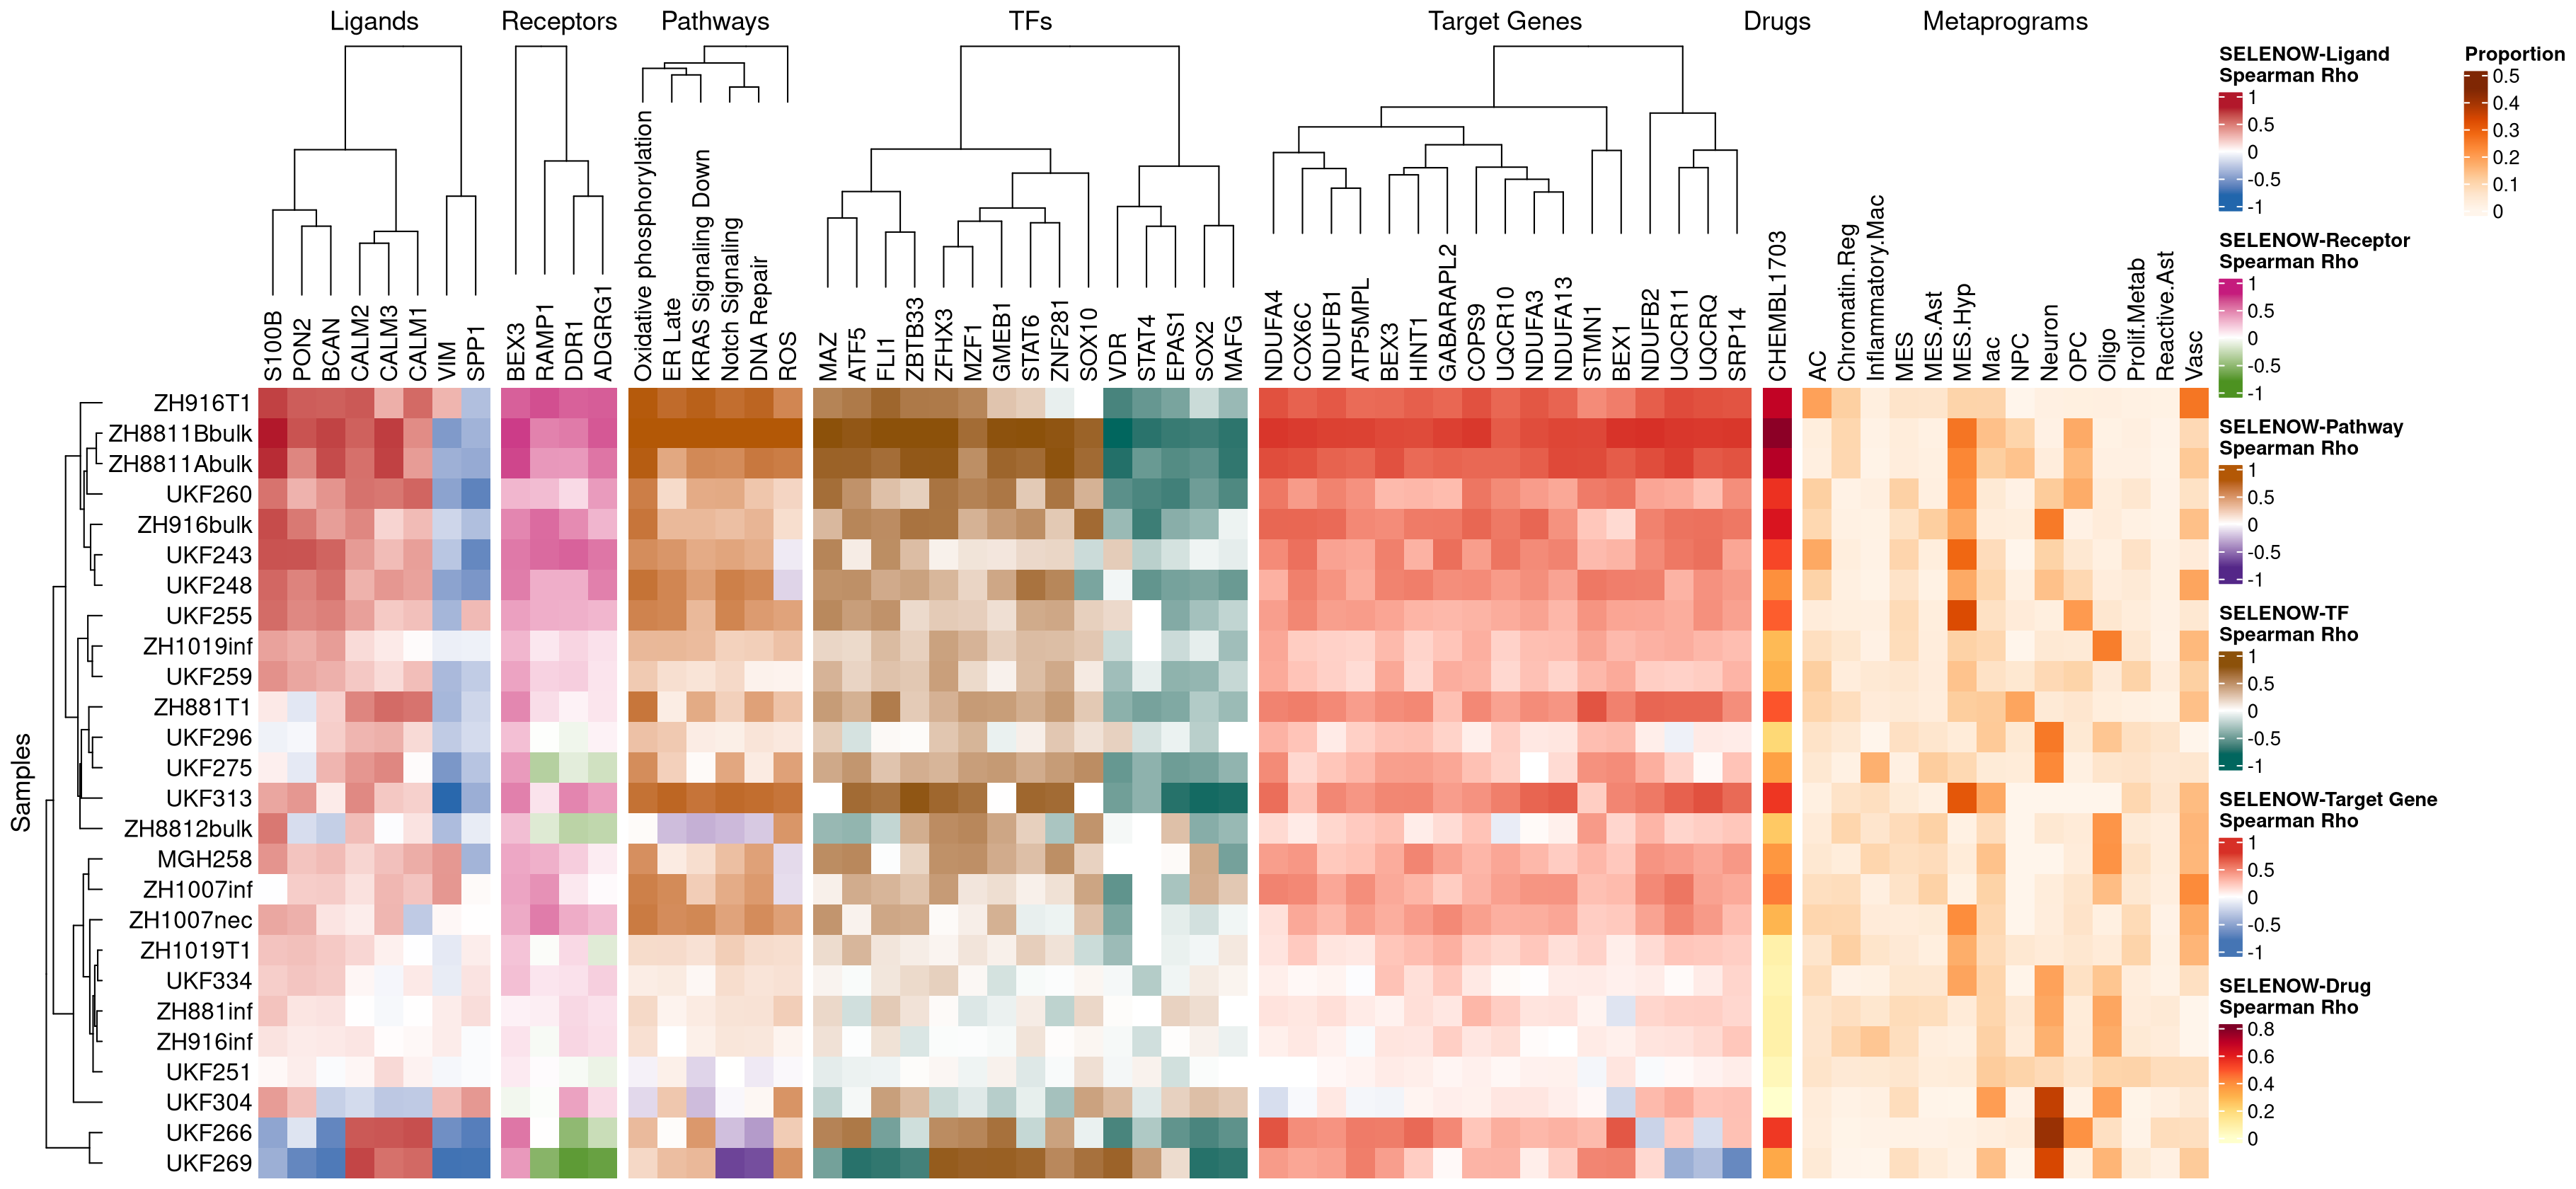 Ligands
Receptors
Pathways
TFs
Target Genes
Drugs
Metaprograms
S100B
PON2
BCAN
CALM2
CALM3
CALM1
VIM
SPP1
BEX3
RAMP1
DDR1
ADGRG1
Oxidative phosphorylation
ER Late
KRAS Signaling Down
Notch Signaling
DNA Repair
ROS
MAZ
ATF5
FLI1
ZBTB33
ZFHX3
MZF1
GMEB1
STAT6
ZNF281
SOX10
VDR
STAT4
EPAS1
SOX2
MAFG
NDUFA4
COX6C
NDUFB1
ATP5MPL
BEX3
HINT1
GABARAPL2
COPS9
UQCR10
NDUFA3
NDUFA13
STMN1
BEX1
NDUFB2
UQCR11
UQCRQ
SRP14
CHEMBL1703
AC
Chromatin.Reg
Inflammatory.Mac
MES
MES.Ast
MES.Hyp
Mac
NPC
Neuron
OPC
Oligo
Prolif.Metab
Reactive.Ast
Vasc
Samples
ZH916T1
ZH8811Bbulk
ZH8811Abulk
UKF260
ZH916bulk
UKF243
UKF248
UKF255
ZH1019inf
UKF259
ZH881T1
UKF296
UKF275
UKF313
ZH8812bulk
MGH258
ZH1007inf
ZH1007nec
ZH1019T1
UKF334
ZH881inf
ZH916inf
UKF251
UKF304
UKF266
UKF269
SELENOW-Ligand
Spearman Rho
1
0.5
0
-0.5
-1
SELENOW-Receptor
Spearman Rho
1
0.5
0
-0.5
-1
SELENOW-Pathway
Spearman Rho
1
0.5
0
-0.5
-1
SELENOW-TF
Spearman Rho
1
0.5
0
-0.5
-1
SELENOW-Target Gene
Spearman Rho
1
0.5
0
-0.5
-1
SELENOW-Drug
Spearman Rho
0.8
0.6
0.4
0.2
0
Proportion
0.5
0.4
0.3
0.2
0.1
0